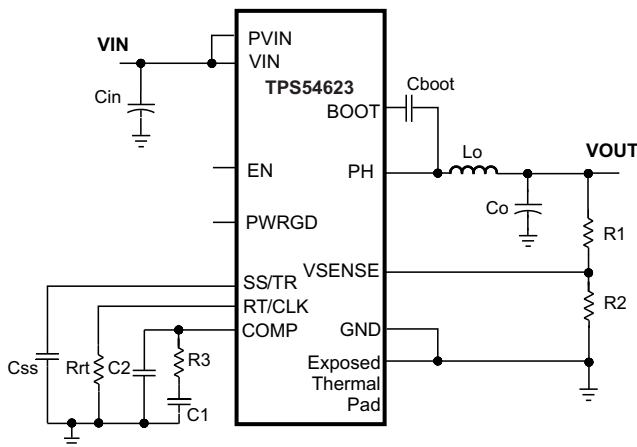 VIN
PVIN
VIN
TPS54623
Cin
BOOT
Cboot
EN
PH
Lo
VOUT
Co
R1
PWRGD
VSENSE
R2
SS/TR
RT/CLK
COMP
GND
Css
Rrt
C2
R3
C1
Exposed
Thermal
Pad